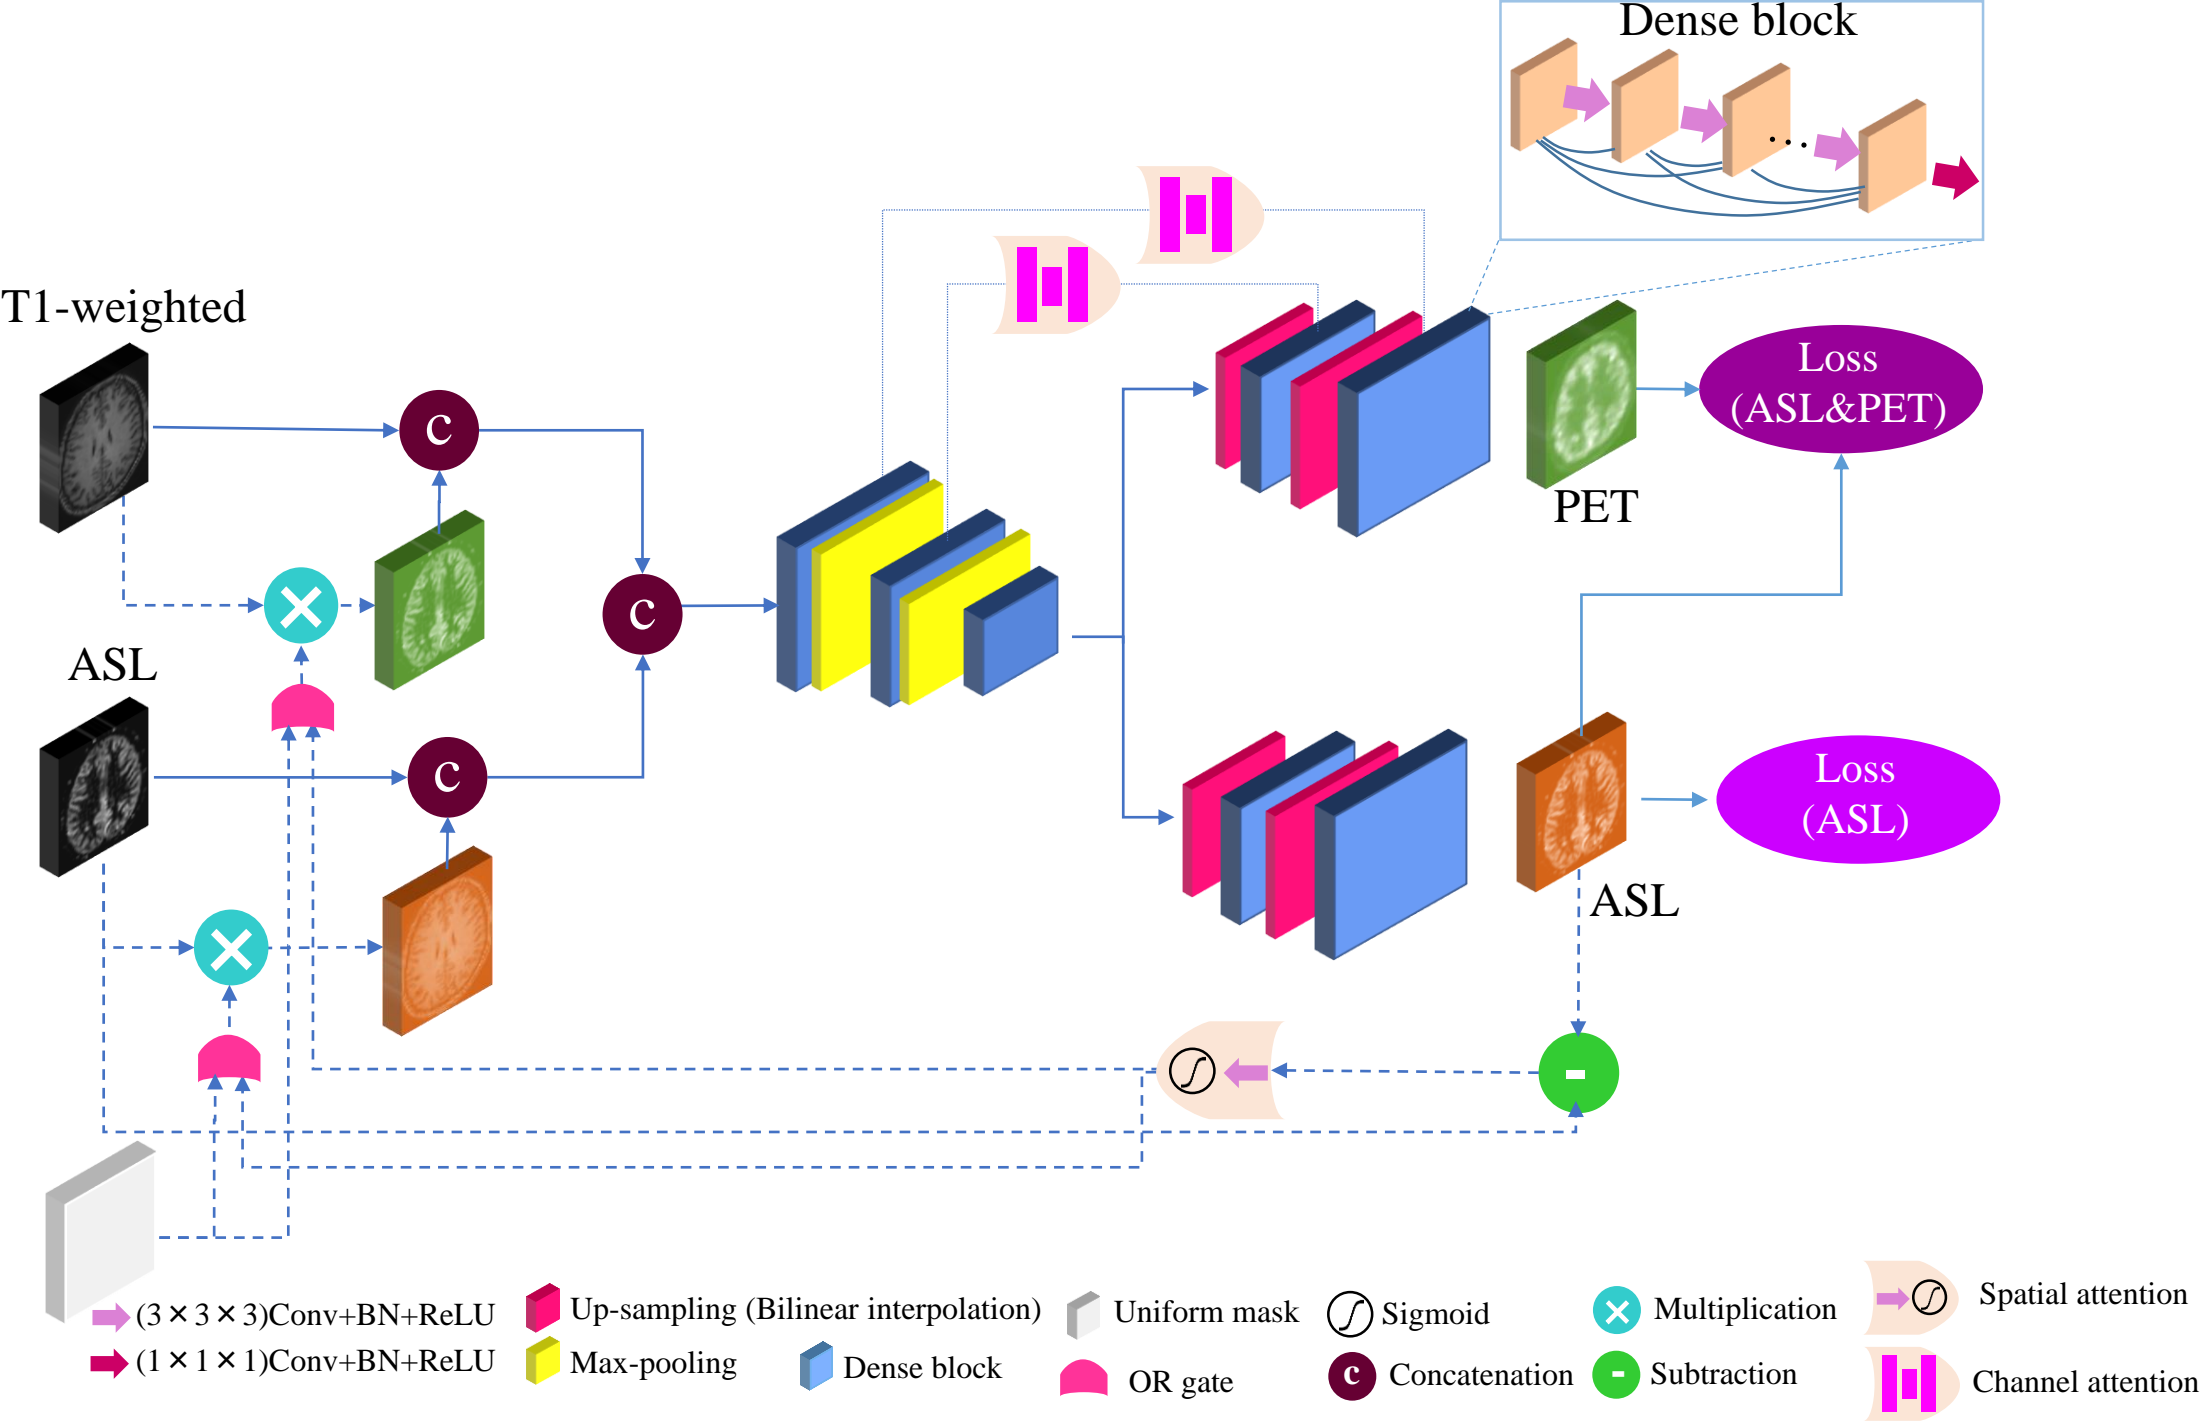 Dense block
T1-weighted
c
Loss
(ASL&PET)
PET
c
ASL
c
Loss
(ASL)
ASL
-
(3×3×3)Conv+BN+ReLU
Up-sampling (Bilinear interpolation)
Uniform mask
Sigmoid
Multiplication
Spatial attention
(1×1×1)Conv+BN+ReLU
Max-pooling
Dense block
OR gate
c
Concatenation
-
Subtraction
Channel attention